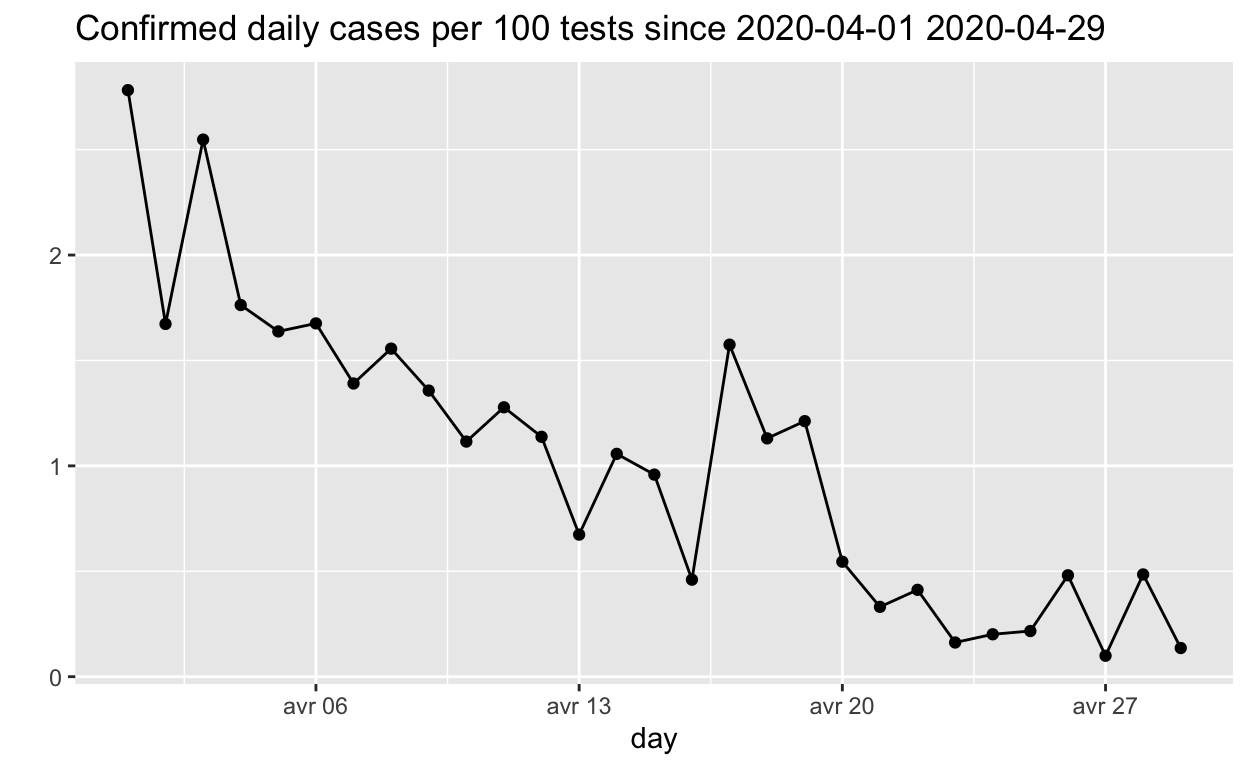 Confirmed daily cases per 100 tests since 2020-04-01 2020-04-29
2
1
0
avr 06 avr 13 avr 20 avr 27
day